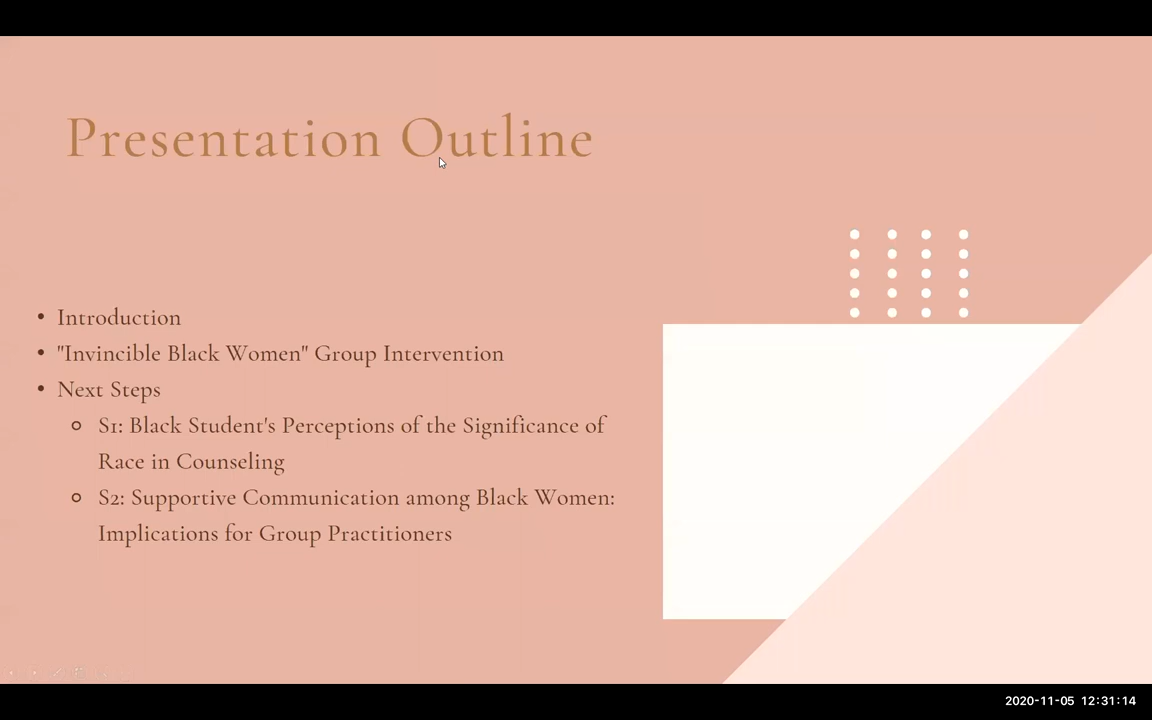 Presentation Outline
• Introduction
• "Invincible Black Women" Group Intervention
• Next Steps
S1: Black Student's Perceptions of the Significance of
Race in Counseling
S2: Supportive Communication among Black Women:
Implications for Group Practitioners
2020-11-05 12:31:14